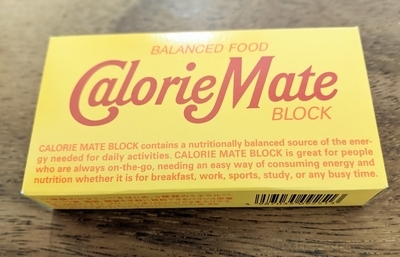 BALANCED FOOD
CalorieMate
BLOCK
CALORIE MATE BLOCK contains a nutritionally balanced source of the ener-
gy needed for daily activities. CALORIE MATE BLOCK is great for people
who are always on-the-go, needing an easy way of consuming energy and
nutrition whether it is for breakfast, work, sports, study, or any busy time.